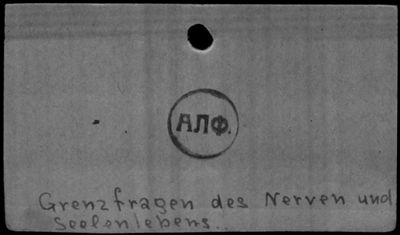 АЛФ.
Grenzfragen des Nerven und
Seelenlebens..